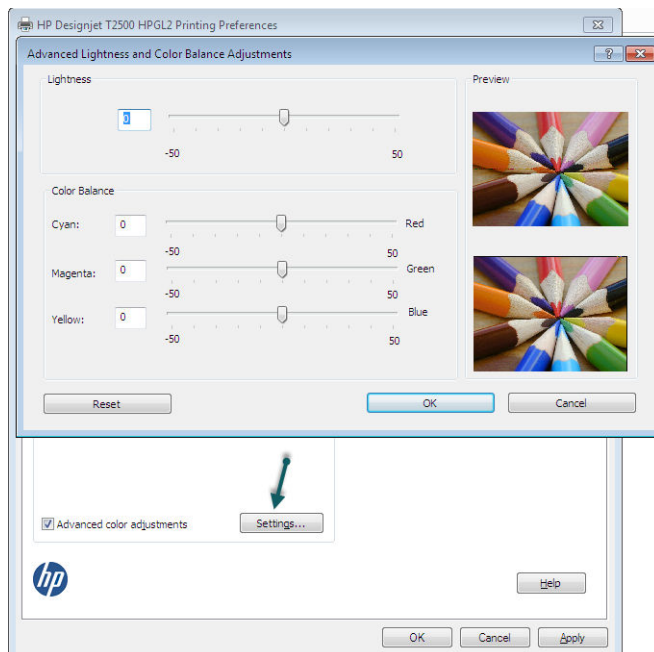 HP Designjet T2500 HPGL2 Printing Preferences
Advanced Lightness and Color Balance Adjustments
Lightness
Preview
0
-50 50
Color Balance
Cyan: 0 Red
-50 50
Magenta: 0 Green
-50 50
Yellow: 0 Blue
-50 50
Reset OK Cancel
Advanced color adjustments Settings...
hp
Help
OK Cancel Apply